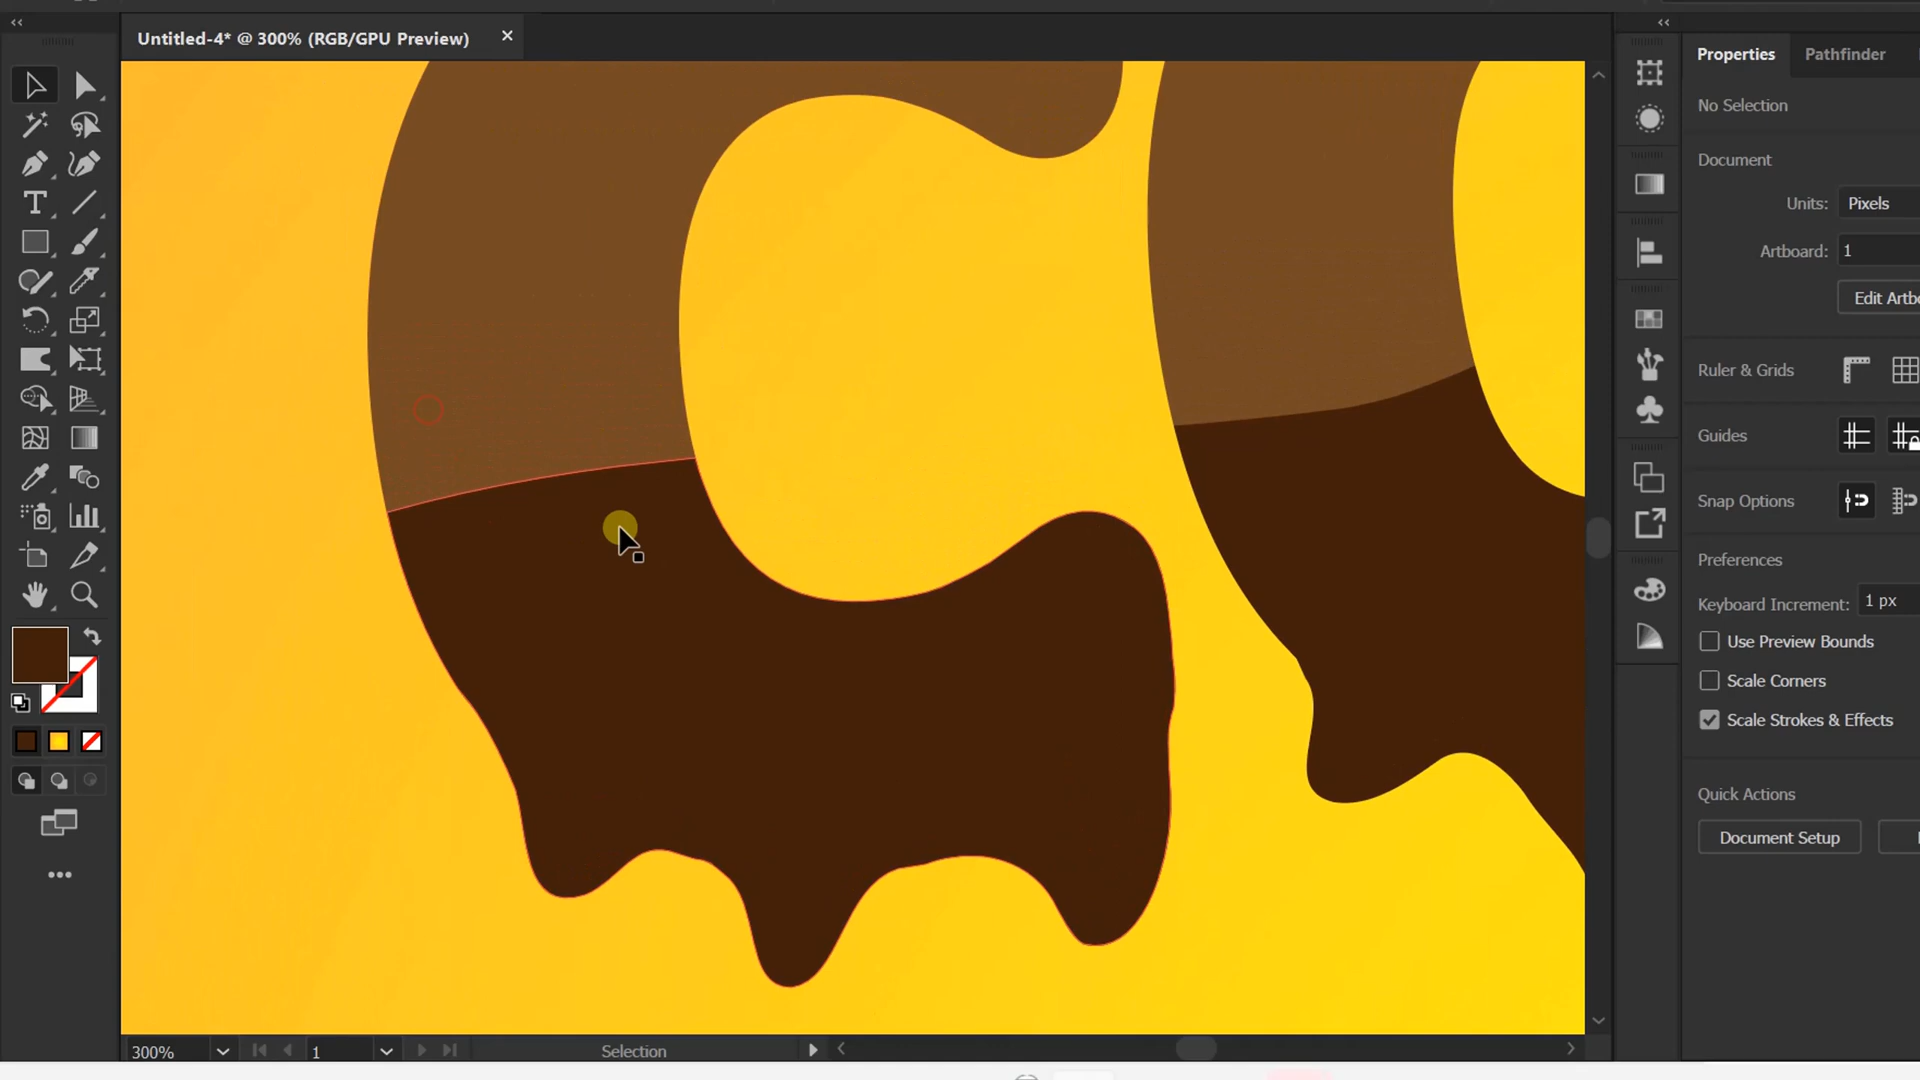 Untitled-4* @ 300% (RGB/GPU Preview) ×
Properties Pathfinder
No Selection
Document
Units: Pixels
Artboard: 1
Ruler & Grids
Guides
Snap Options
Preferences
Keyboard Increment: 1 px
Use Preview Bounds
Scale Corners
Scale Strokes & Effects
Quick Actions
Document Setup
300% 1 Selection